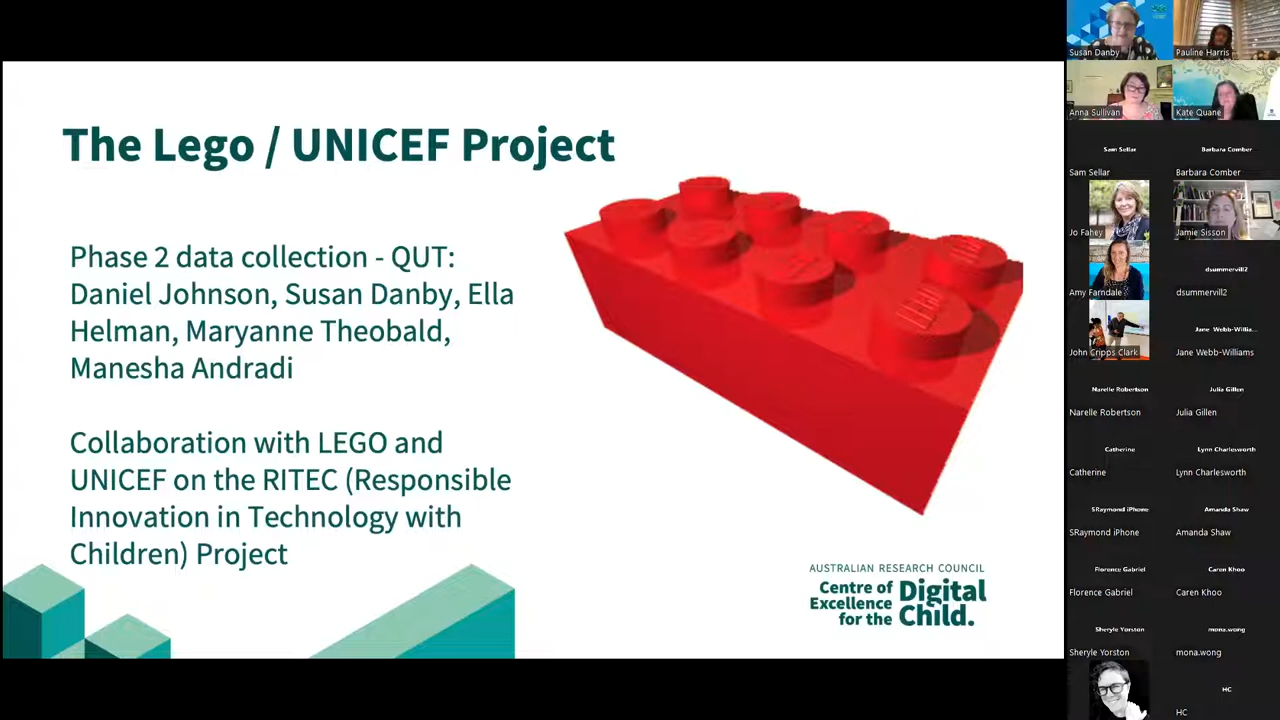 The Lego / UNICEF Project
Phase 2 data collection - QUT:
Daniel Johnson, Susan Danby, Ella
Helman, Maryanne Theobald,
Manesha Andradi
Collaboration with LEGO and
UNICEF on the RITEC (Responsible
Innovation in Technology with
Children) Project
AUSTRALIAN RESEARCH COUNCIL
Centre of
Excellence
for the
Digital
Child.
Susan Danby
Pauline Harris
Anna Sullivan
Kate Quane
Sam Sellar
Barbara Comber
Sam Sellar
Barbara Comber
Jo Fahey
Jamie Sisson
dsummervill2
Amy Farndale
dsummervill2
Jane Webb-Willia...
John Cripps Clark
Jane Webb-Williams
Narelle Robertson
Julia Gillen
Narelle Robertson
Julia Gillen
Catherine
Lynn Charlesworth
Catherine
Lynn Charlesworth
SRaymond iPhone
Amanda Shaw
SRaymond iPhone
Amanda Shaw
Florence Gabriel
Caren Khoo
Florence Gabriel
Caren Khoo
Sheryle Yorston
mona.wong
Sheryle Yorston
mona.wong
HC
HC